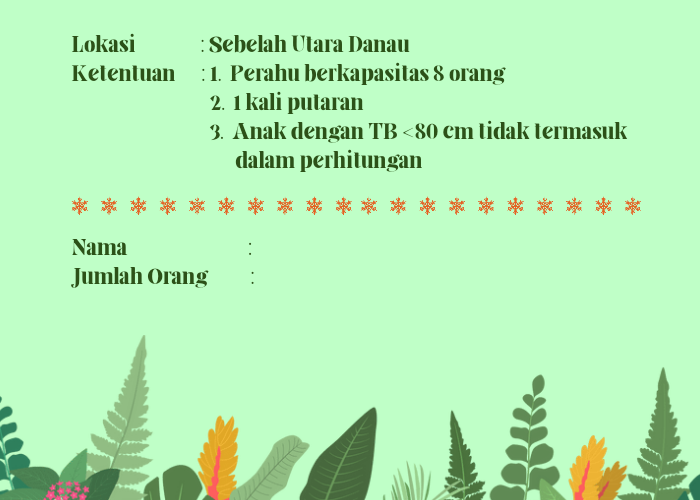 Lokasi : Sebelah Utara Danau
Ketentuan : 1. Perahu berkapasitas 8 orang
2. 1 kali putaran
3. Anak dengan TB <80 cm tidak termasuk
dalam perhitungan
Nama :
Jumlah Orang :